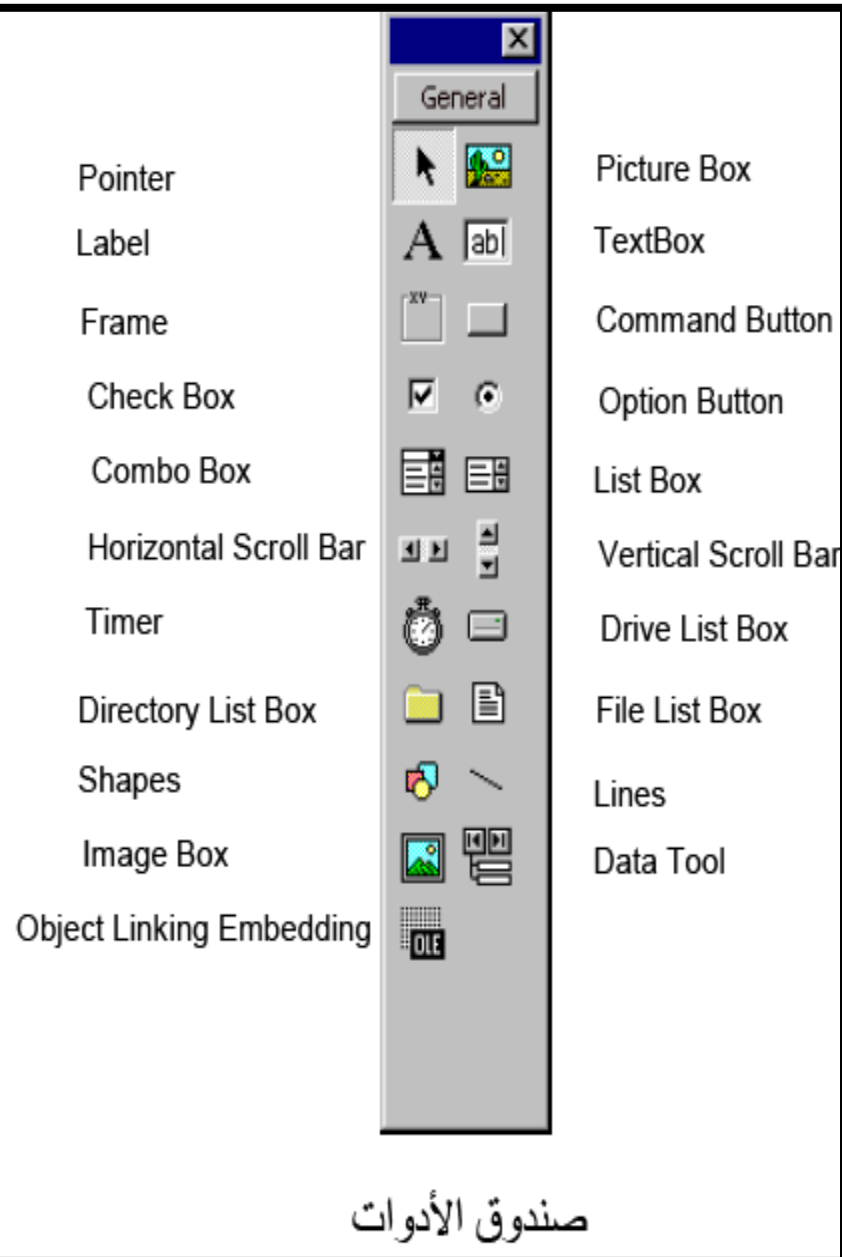 General
Pointer
Picture Box
A
abl
Label
TextBox
XY
Frame
Command Button
Check Box
Option Button
Combo Box
List Box
Horizontal Scroll Bar
Vertical Scroll Bar
Timer
Drive List Box
Directory List Box
File List Box
Shapes
Lines
Image Box
Data Tool
Object Linking Embedding
OLE
صندوق الأدوات